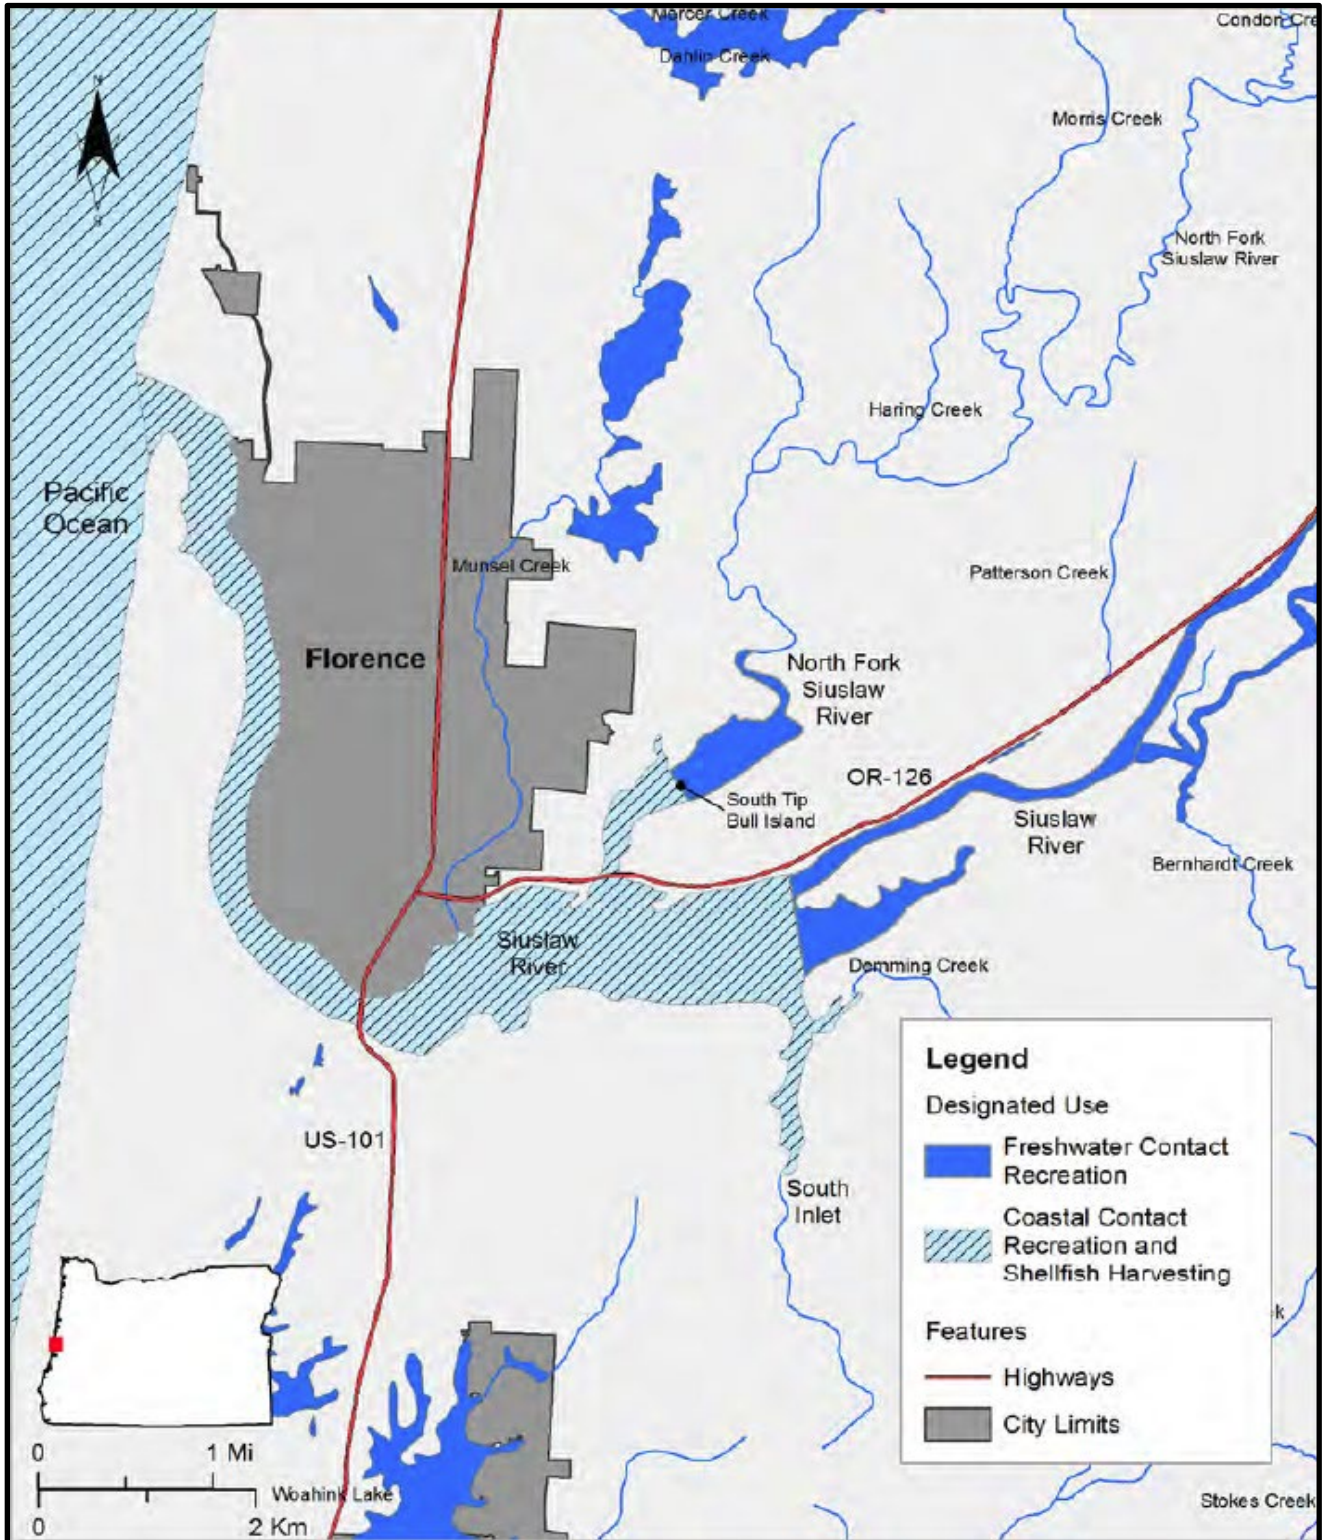 Mercer Creek
Condon Cre
Dahlin Creek
N
Morris Creek
S
North Fork
Siuslaw River
Haring Creek
Pacific
Ocean
Munsel Creek
Patterson Creek
Florence
North Fork
Siuslaw
River
OR-126
South Tip
Bull Island
Siuslaw
River
Bernhardt Creek
Siuslaw
River
Demming Creek
US-101
South
Inlet
Legend
Designated Use
Freshwater Contact
Recreation
Coastal Contact
Recreation and
Shellfish Harvesting
Features
Highways
City Limits
k
0 1 Mi
0 2 Km
Woahink Lake
Stokes Creek